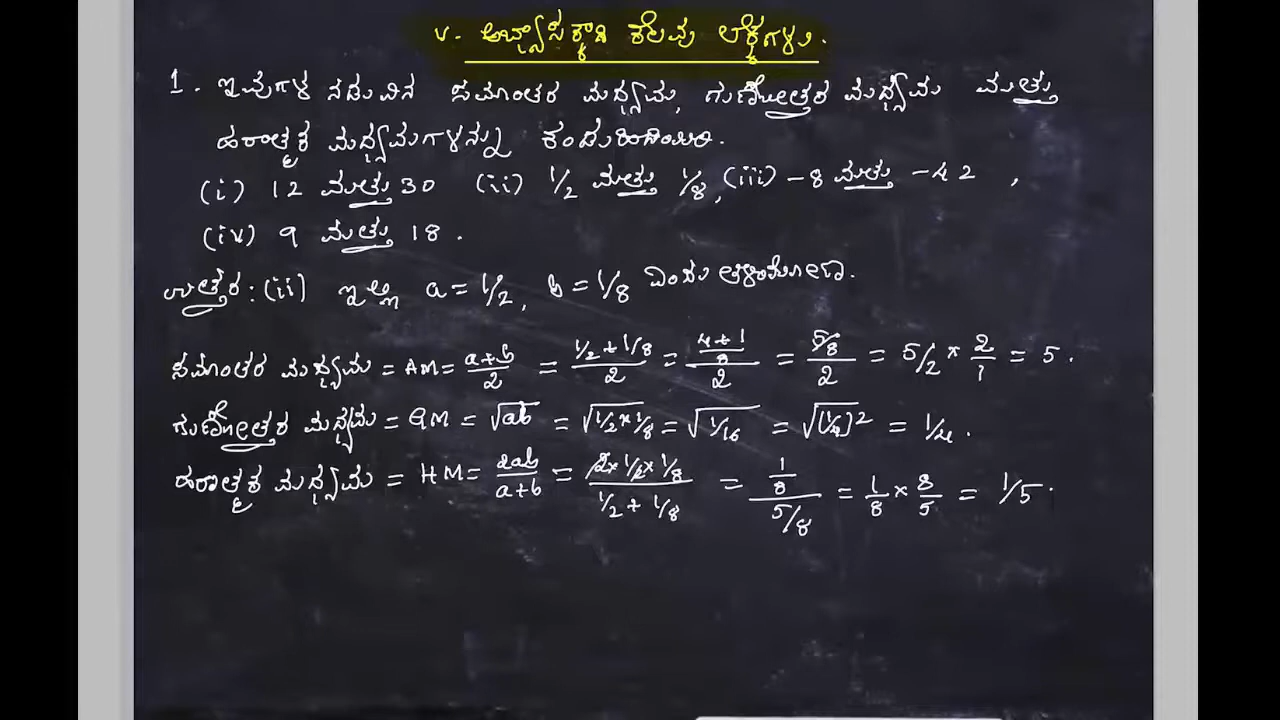 v. ಅಭ್ಯಾಸಕ್ಕಾಗಿ ಕೆಲವು ಲೆಕ್ಕಗಳು.
1. ಇವುಗಳ ನಡುವಿನ ಸಮಾಂತರ ಮಧ್ಯಮ, ಗುಣೋತ್ತರ ಮಧ್ಯಮ ಮತ್ತು
ಹರಾತ್ಮಕ ಮಧ್ಯಮಗಳನ್ನು ಕಂಡುಹಿಡಿಯಿರಿ.
(i) 12 ಮತ್ತು 30 (ii) 1/2 ಮತ್ತು 1/8, (iii) -8 ಮತ್ತು -42 ,
(iv) 9 ಮತ್ತು 18 .
ಉತ್ತರ : (ii) ಇಲ್ಲಿ a = 1/2, b = 1/8 ಎಂದು
ಸಮಾಂತರ ಮಧ್ಯಮ = AM = (a+b)/2 = (1/2 + 1/8)/2 = ((4+1)/8)/2 = (5/8)/2 = 5/2 × 2/1 = 5 .
ಗುಣೋತ್ತರ ಮಧ್ಯಮ = GM = √ab = √(1/2 × 1/8) = √(1/16) = √(1/4)² = 1/4 .
ಹರಾತ್ಮಕ ಮಧ್ಯಮ = HM = 2ab/(a+b) = (2 × 1/2 × 1/8)/(1/2 + 1/8) = (1/8)/(5/8) = 1/8 × 8/5 = 1/5 .